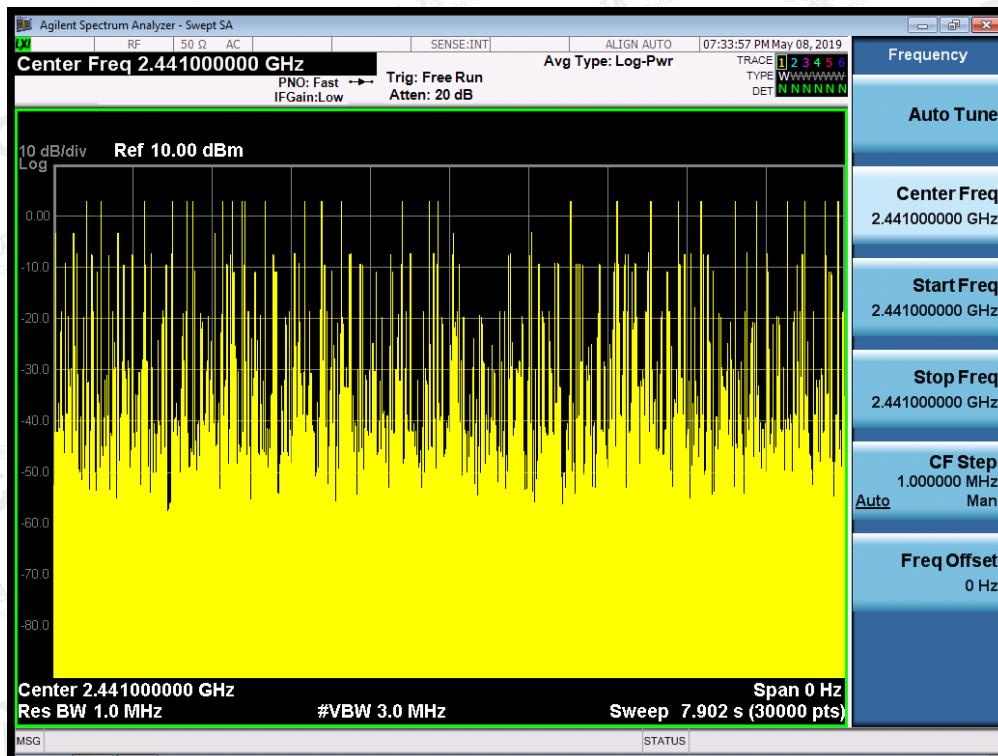 Agilent Spectrum Analyzer - Swept SA
LXI RF 50 Ω AC SENSE:INT ALIGN AUTO 07:33:57 PM May 08, 2019
Center Freq 2.441000000 GHz
Avg Type: Log-Pwr
TRACE 1 2 3 4 5 6
PNO: Fast
Trig: Free Run
TYPE W
IFGain:Low
Atten: 20 dB
DET N N N N N N
10 dB/div
Ref 10.00 dBm
Log
0.00
-10.0
-20.0
-30.0
-40.0
-50.0
-60.0
-70.0
-80.0
Center 2.441000000 GHz
Span 0 Hz
Res BW 1.0 MHz
#VBW 3.0 MHz
Sweep 7.902 s (30000 pts)
MSG
STATUS
Frequency
Auto Tune
Center Freq
2.441000000 GHz
Start Freq
2.441000000 GHz
Stop Freq
2.441000000 GHz
CF Step
1.000000 MHz
Auto Man
Freq Offset
0 Hz